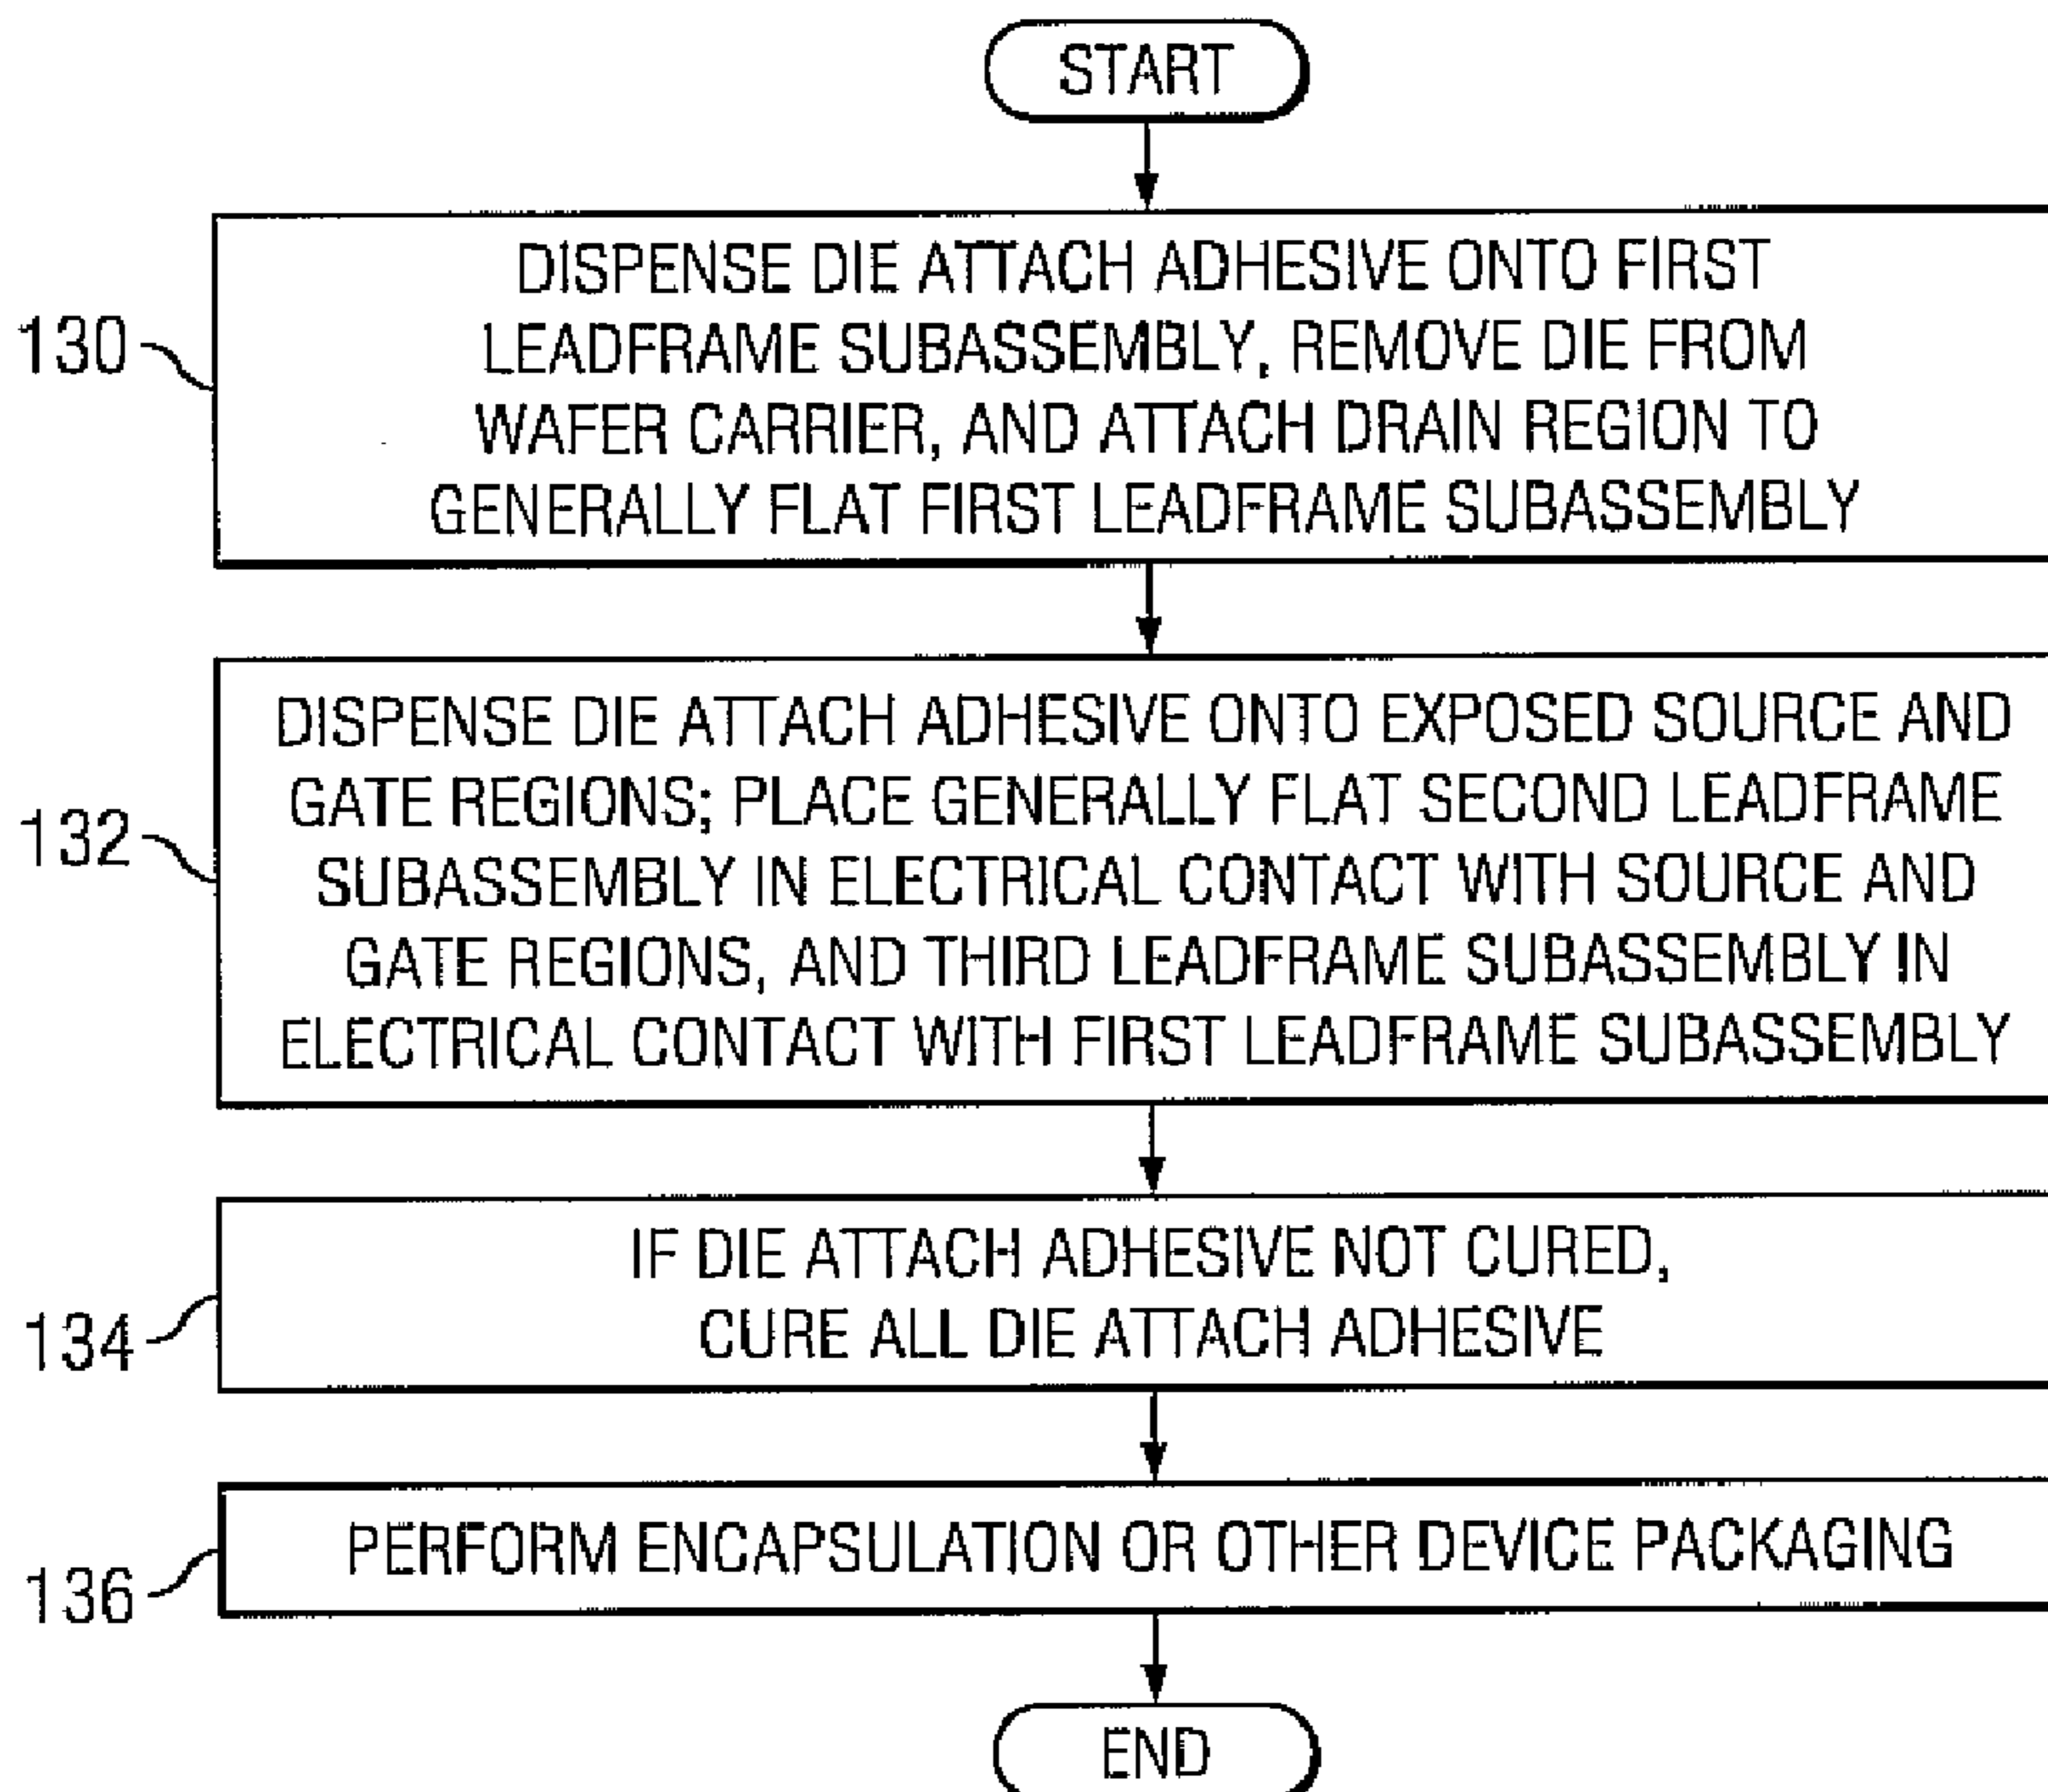 START
130
DISPENSE DIE ATTACH ADHESIVE ONTO FIRST
LEADFRAME SUBASSEMBLY, REMOVE DIE FROM
WAFER CARRIER, AND ATTACH DRAIN REGION TO
GENERALLY FLAT FIRST LEADFRAME SUBASSEMBLY
132
DISPENSE DIE ATTACH ADHESIVE ONTO EXPOSED SOURCE AND
GATE REGIONS; PLACE GENERALLY FLAT SECOND LEADFRAME
SUBASSEMBLY IN ELECTRICAL CONTACT WITH SOURCE AND
GATE REGIONS, AND THIRD LEADFRAME SUBASSEMBLY IN
ELECTRICAL CONTACT WITH FIRST LEADFRAME SUBASSEMBLY
134
IF DIE ATTACH ADHESIVE NOT CURED,
CURE ALL DIE ATTACH ADHESIVE
136
PERFORM ENCAPSULATION OR OTHER DEVICE PACKAGING
END